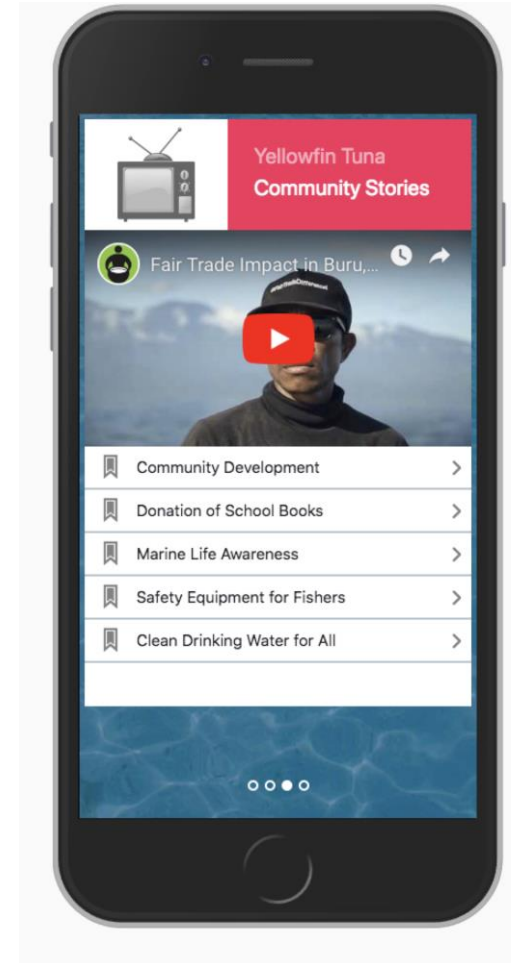 Yellowfin Tuna
Community Stories
Fair Trade Impact in Buru,...
Community Development
Donation of School Books
Marine Life Awareness
Safety Equipment for Fishers
Clean Drinking Water for All